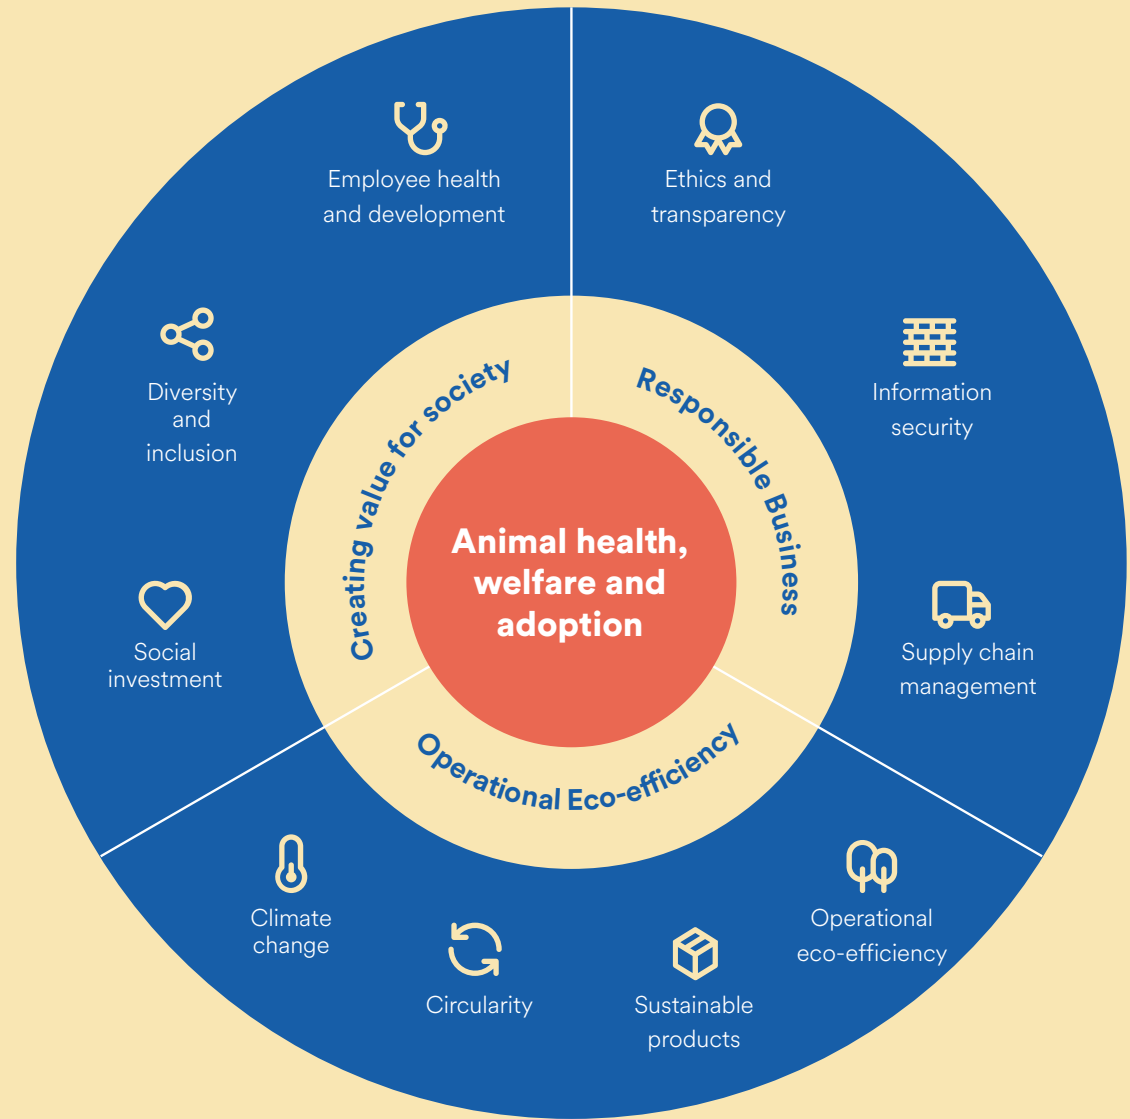 Employee health
and development
Ethics and
transparency
Diversity
and
inclusion
Information
security
Social
investment
Supply chain
management
Creating value for society
Responsible Business
Operational Eco-efficiency
Animal health,
welfare and
adoption
Climate
change
Circularity
Sustainable
products
Operational
eco-efficiency